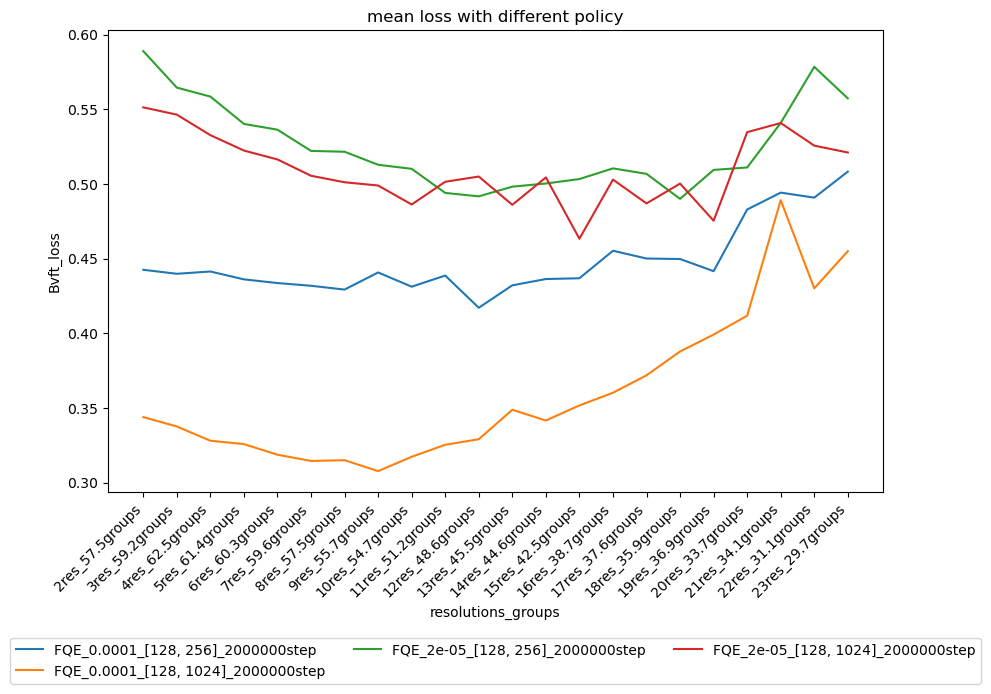 mean loss with different policy
0.60
0.55
0.50
0.45
0.40
0.35
0.30
Bvft_loss
2res_57.5groups
3res_59.2groups
4res_62.5groups
5res_61.4groups
6res_60.3groups
7res_59.6groups
8res_57.5groups
9res_55.7groups
10res_54.7groups
11res_51.2groups
12res_48.6groups
13res_45.5groups
14res_44.6groups
15res_42.5groups
16res_38.7groups
17res_37.6groups
18res_35.9groups
19res_36.9groups
20res_33.7groups
21res_34.1groups
22res_31.1groups
23res_29.7groups
resolutions_groups
FQE_0.0001_[128, 256]_2000000step
FQE_0.0001_[128, 1024]_2000000step
FQE_2e-05_[128, 256]_2000000step
FQE_2e-05_[128, 1024]_2000000step